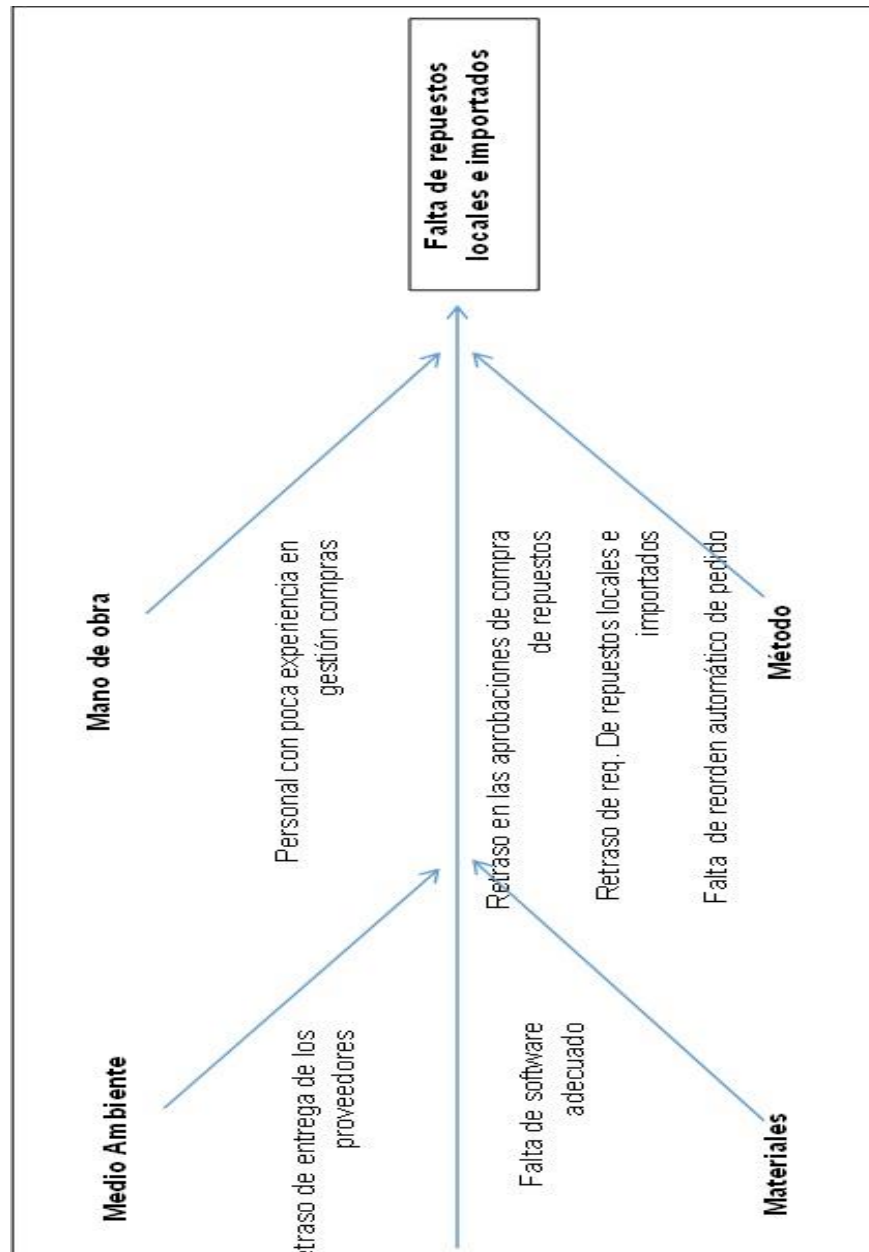 Medio Ambiente
Mano de obra
de entrega de los
proveedores
Personal con poca experiencia en
gestión compras
Falta de repuestos
locales e importados
Falta de software
adecuado
Retraso en las aprobaciones de compra
de repuestos
Retraso de req. De repuestos locales e
importados
Falta de reorden automático de pedido
Materiales
Método